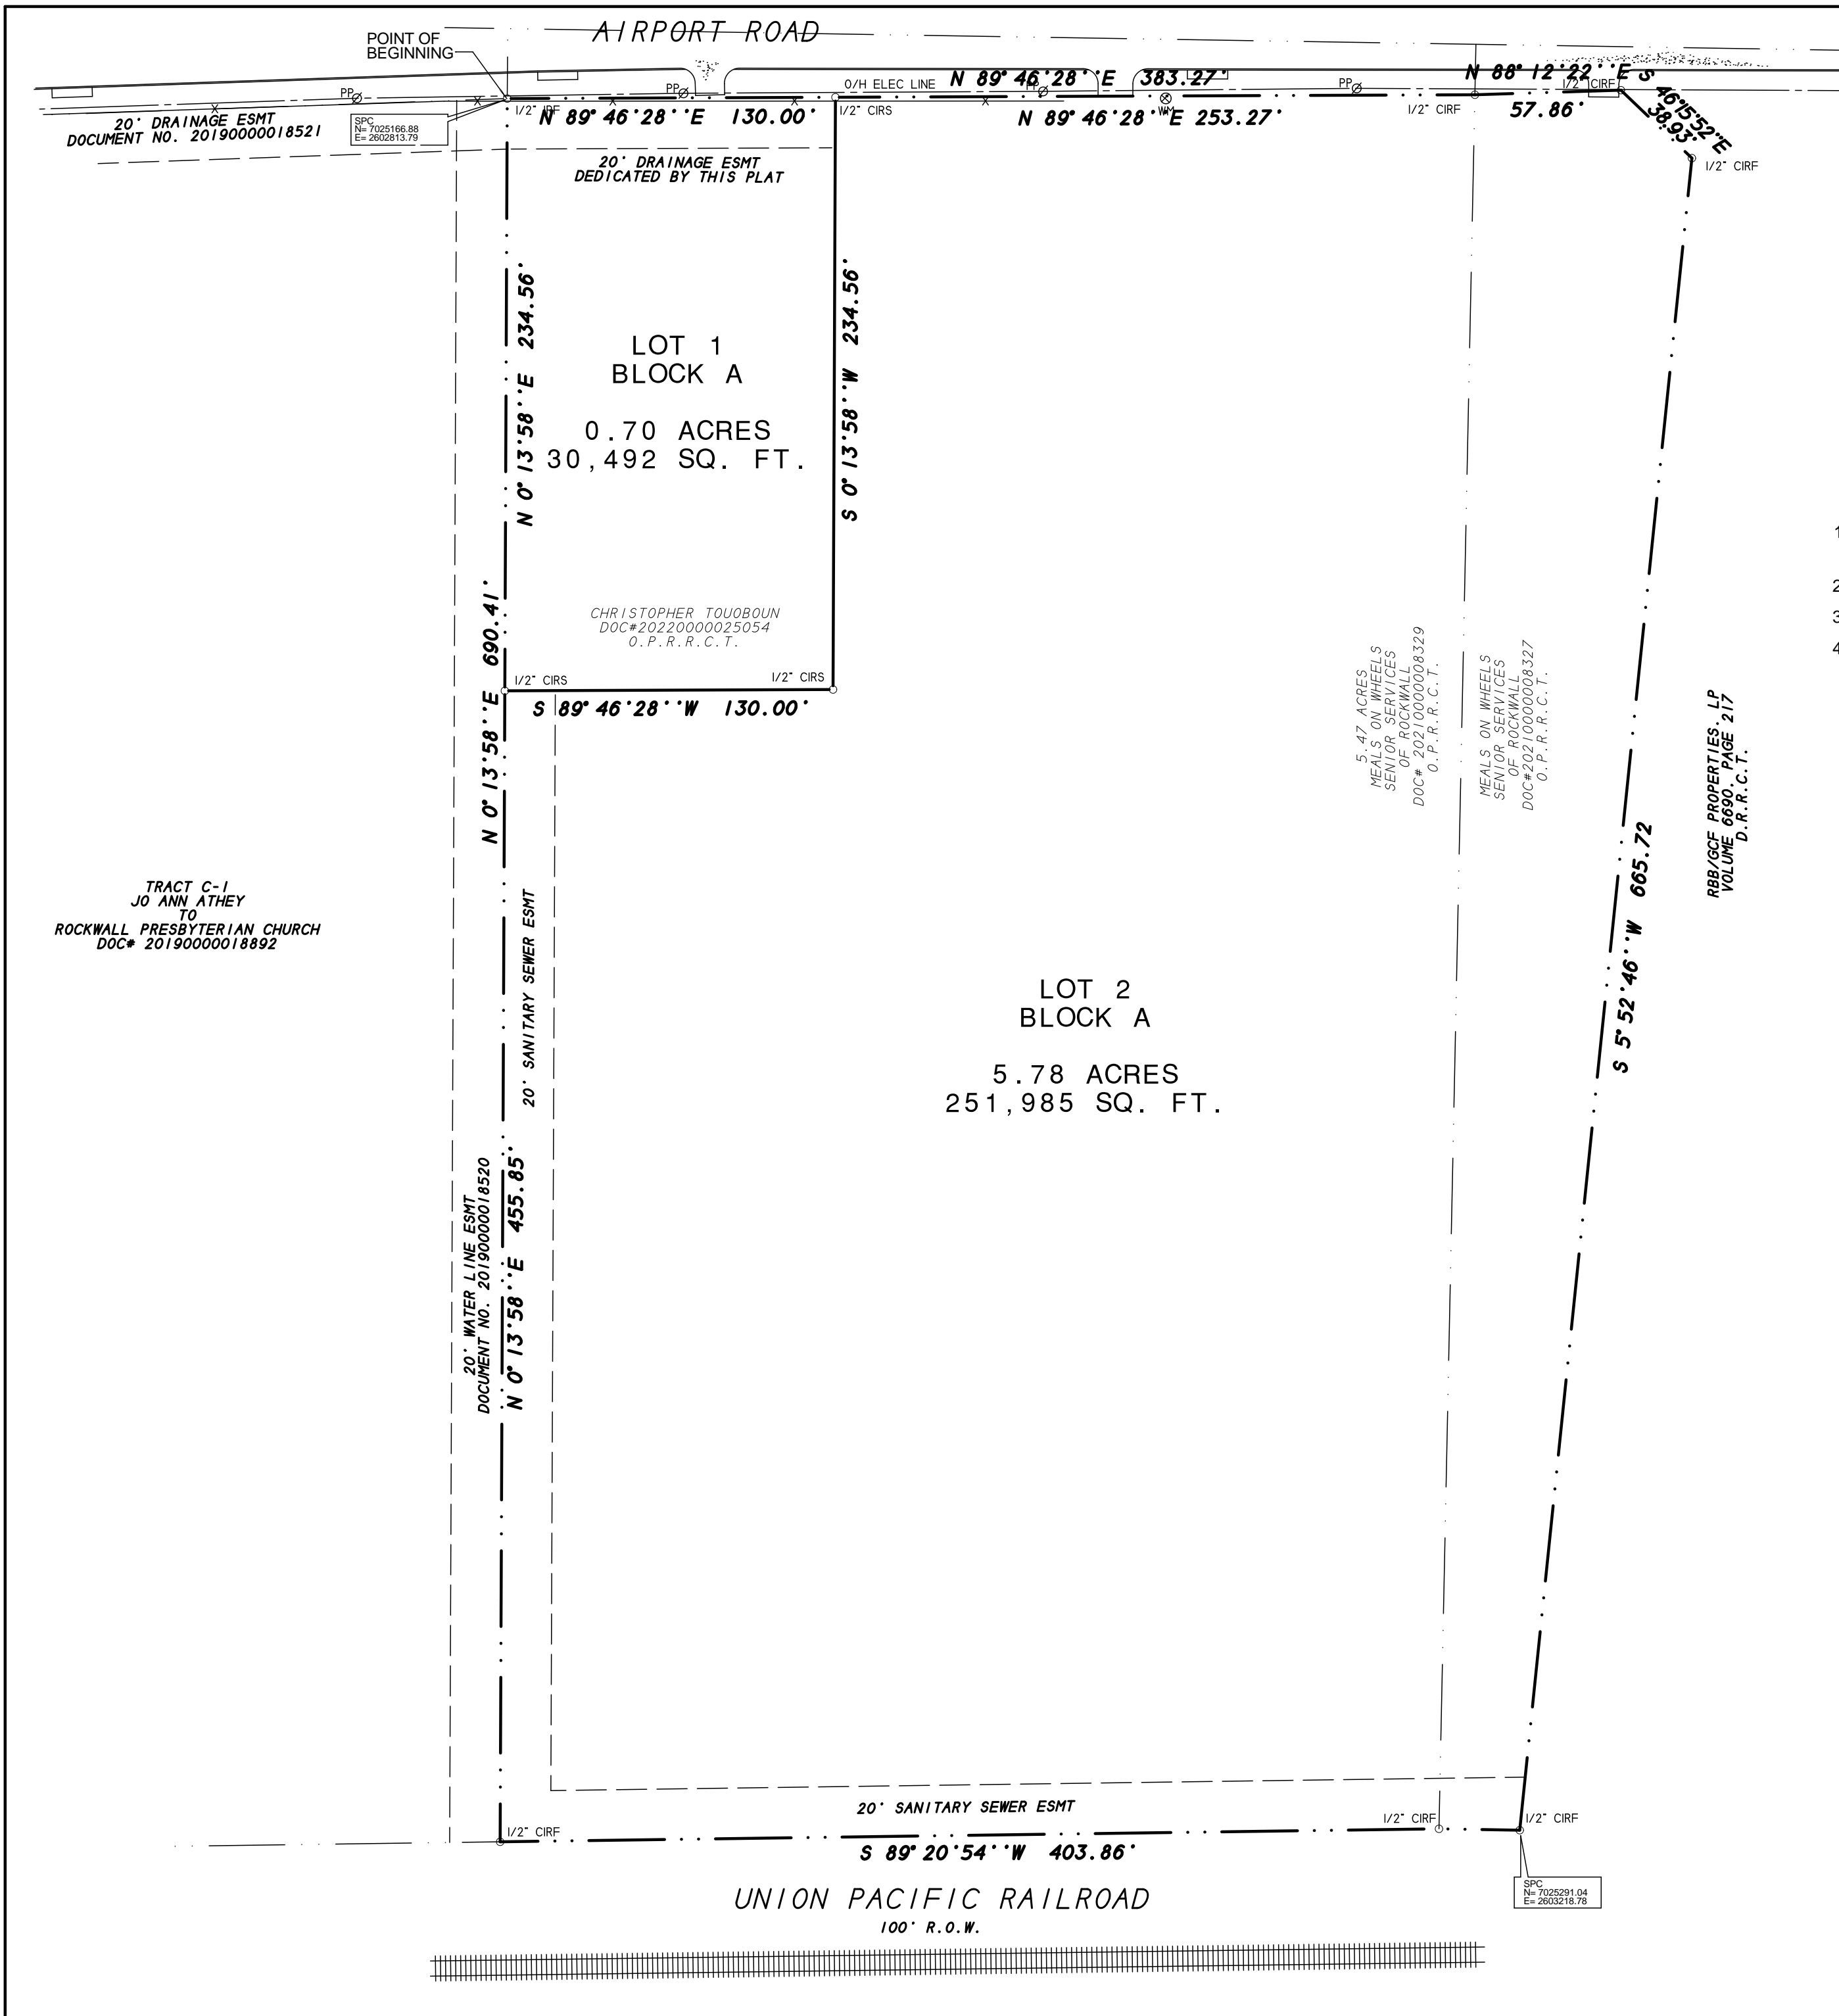 AIRPORT ROAD
POINT OF
BEGINNING
PP
PP
O/H ELEC LINE
N 89° 46'28''E 383.27'
PP
PP
N 88° 12'22''E
57.86'
1/2" CIRF
1/2" CIRF
S 46°15'52"E
38.93'
1/2" CIRF
20' DRAINAGE ESMT
DOCUMENT NO. 20190000018521
SPC
N= 7025166.88
E= 2602813.79
1/2" IRF
N 89° 46'28''E 130.00'
1/2" CIRS
N 89° 46'28''E 253.27'
WM
20' DRAINAGE ESMT
DEDICATED BY THIS PLAT
N 0° 13'58''E 234.56'
S 0° 13'58''W 234.56'
LOT 1
BLOCK A
0.70 ACRES
30,492 SQ. FT.
CHRISTOPHER TOUOBOUN
DOC#20220000025054
O.P.R.R.C.T.
1/2" CIRS
1/2" CIRS
S 89° 46'28''W 130.00'
N 0° 13'58''E 690.41'
5.47 ACRES
MEALS ON WHEELS
SENIOR SERVICES
OF ROCKWALL
DOC# 20210000008329
O.P.R.R.C.T.
MEALS ON WHEELS
SENIOR SERVICES
OF ROCKWALL
DOC#20210000008327
O.P.R.R.C.T.
1
2
3
4
RBB/GCF PROPERTIES, LP
VOLUME 6690, PAGE 217
D.R.R.C.T.
S 5° 52'46''W 665.72
TRACT C-1
JO ANN ATHEY
TO
ROCKWALL PRESBYTERIAN CHURCH
DOC# 20190000018892
20' SANITARY SEWER ESMT
LOT 2
BLOCK A
5.78 ACRES
251,985 SQ. FT.
20' WATER LINE ESMT
DOCUMENT NO. 20190000018520
N 0° 13'58''E 455.85'
20' SANITARY SEWER ESMT
1/2" CIRF
1/2" CIRF
1/2" CIRF
S 89° 20'54''W 403.86'
SPC
N= 7025291.04
E= 2603218.78
UNION PACIFIC RAILROAD
100' R.O.W.